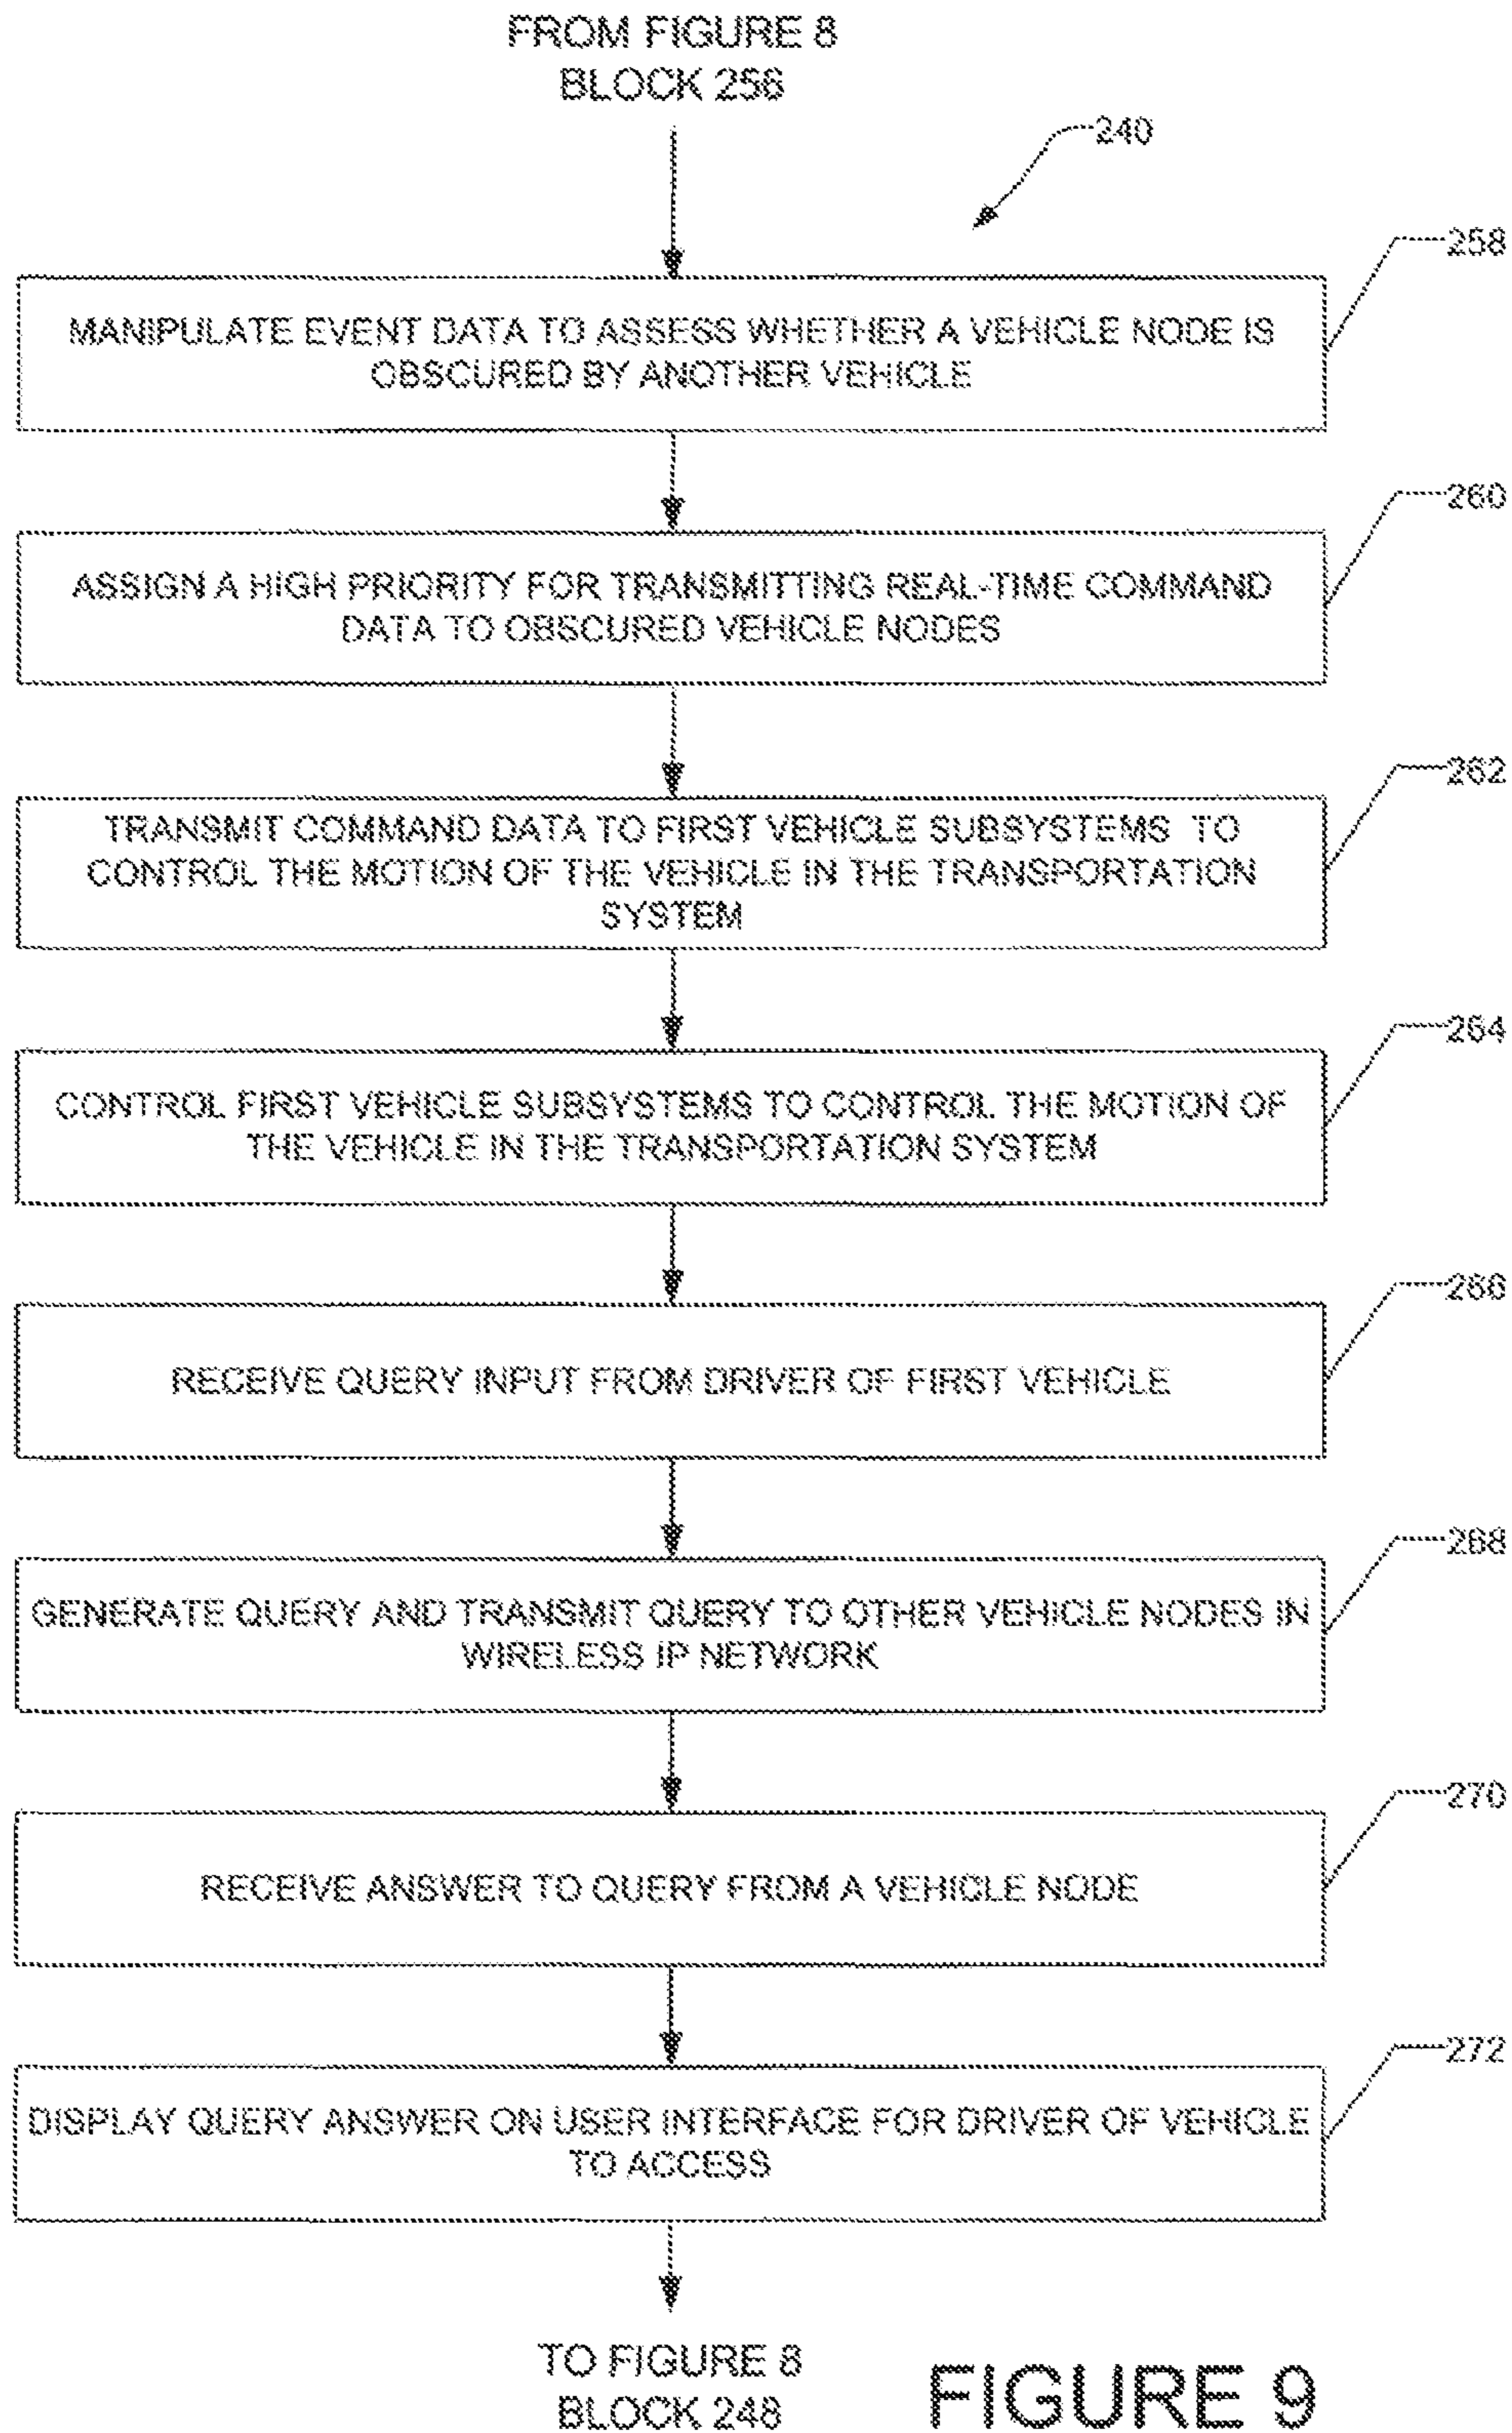 FROM FIGURE 8
BLOCK 256
240
258
MANIPULATE EVENT DATA TO ASSESS WHETHER A VEHICLE NODE IS
OBSCURED BY ANOTHER VEHICLE
260
ASSIGN A HIGH PRIORITY FOR TRANSMITTING REAL-TIME COMMAND
DATA TO OBSCURED VEHICLE NODES
262
TRANSMIT COMMAND DATA TO FIRST VEHICLE SUBSYSTEMS TO
CONTROL THE MOTION OF THE VEHICLE IN THE TRANSPORTATION
SYSTEM
264
CONTROL FIRST VEHICLE SUBSYSTEMS TO CONTROL THE MOTION OF
THE VEHICLE IN THE TRANSPORTATION SYSTEM
266
RECEIVE QUERY INPUT FROM DRIVER OF FIRST VEHICLE
268
GENERATE QUERY AND TRANSMIT QUERY TO OTHER VEHICLE NODES IN
WIRELESS IP NETWORK
270
RECEIVE ANSWER TO QUERY FROM A VEHICLE NODE
272
DISPLAY QUERY ANSWER ON USER INTERFACE FOR DRIVER OF VEHICLE
TO ACCESS
TO FIGURE 8
BLOCK 248
FIGURE 9